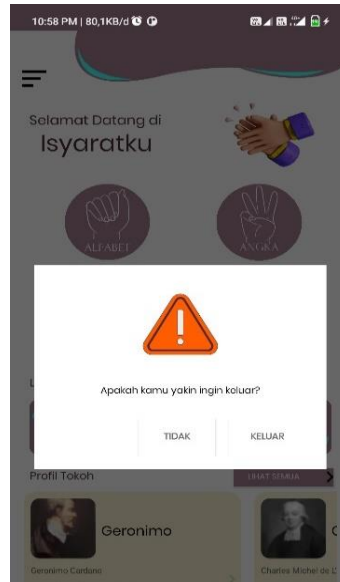 10:58 PM | 80,1KB/d
Selamat Datang di
Isyaratku
ALFABET
ANGKA
Apakah kamu yakin ingin keluar?
TIDAK
KELUAR
Profil Tokoh
LIHAT SEMUA
Geronimo
Geronimo Cardano
Charles Michel de